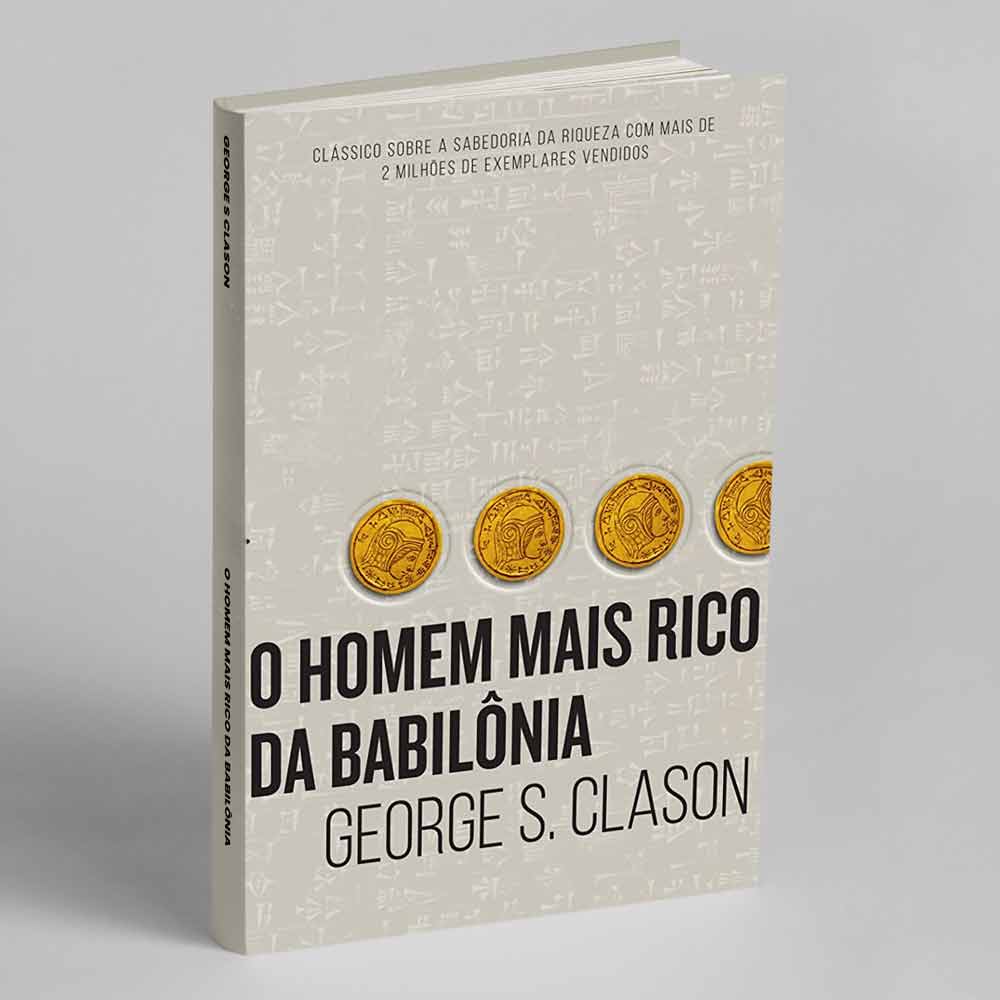 CLÁSSICO SOBRE A SABEDORIA DA RIQUEZA COM MAIS DE
2 MILHÕES DE EXEMPLARES VENDIDOS
O HOMEM MAIS RICO
DA BABILÔNIA
GEORGE S. CLASON
GEORGE S CLASON
O HOMEM MAIS RICO DA BABILÔNIA